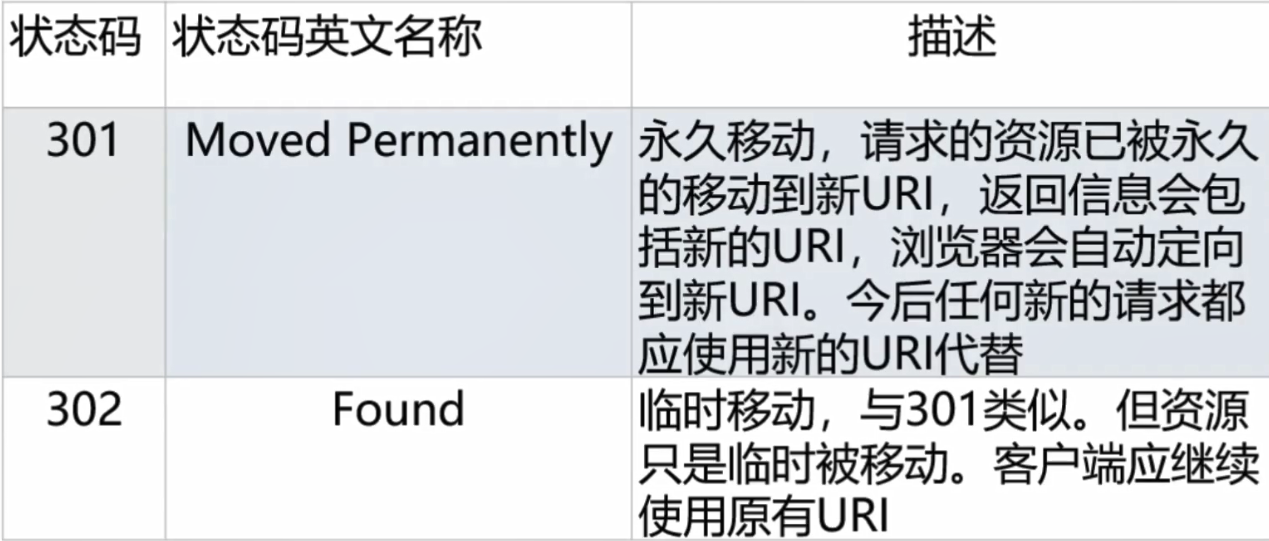 状态码 状态码英文名称 描述
301 Moved Permanently 永久移动，请求的资源已被永久
的移动到新URI，返回信息会包
括新的URI，浏览器会自动定向
到新URI。今后任何新的请求都
应使用新的URI代替
302 Found 临时移动，与301类似。但资源
只是临时被移动。客户端应继续
使用原有URI